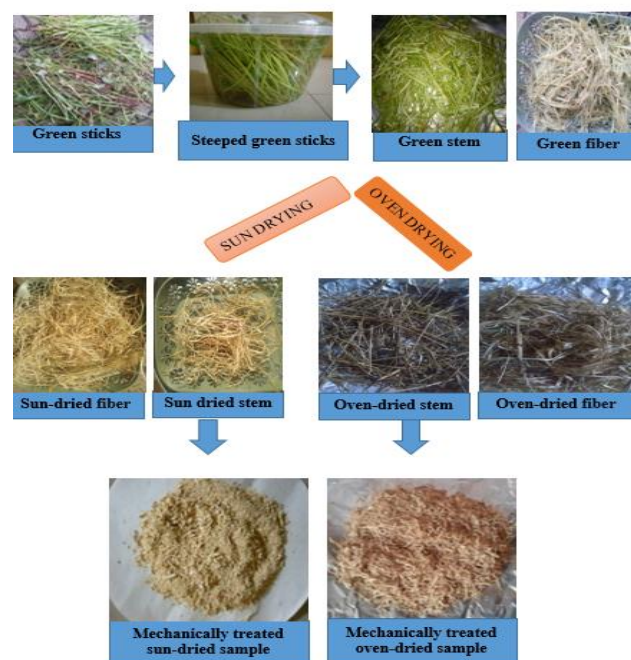 Green sticks
Steeped green sticks
Green stem
Green fiber
SUN DRYING
OVEN DRYING
Sun-dried fiber
Sun dried stem
Oven-dried stem
Oven-dried fiber
Mechanically treated
sun-dried sample
Mechanically treated
oven-dried sample